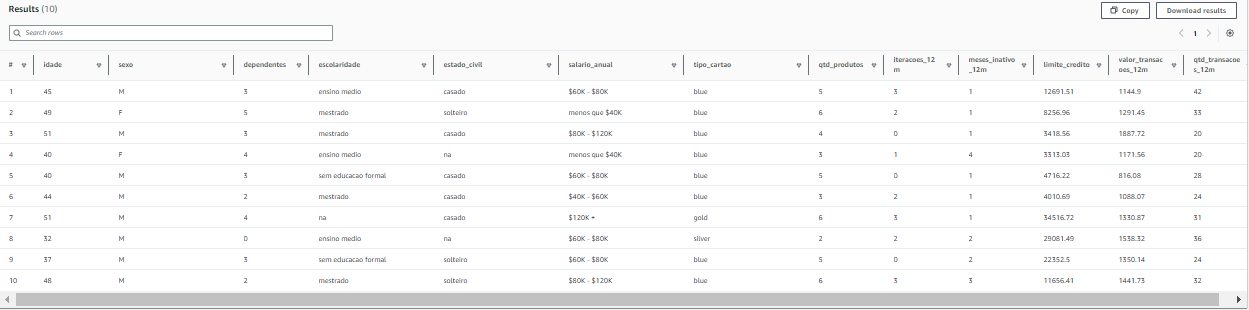 Results (10)
Copy
Download results
Search rows
1
# idade sexo dependentes escolaridade estado_civil salario_anual tipo_cartao qtd_produtos iteracoes_12m meses_inativo_12m limite_credito valor_transacoes_12m qtd_transacoes_12m
1 45 M 3 ensino medio casado $60K - $80K blue 5 3 1 12691.51 1144.9 42
2 49 F 5 mestrado solteiro menos que $40K blue 6 2 1 8256.96 1291.45 33
3 51 M 3 mestrado casado $80K - $120K blue 4 0 1 3418.56 1887.72 20
4 40 F 4 ensino medio na menos que $40K blue 3 1 4 3313.03 1171.56 20
5 40 M 3 sem educacao formal casado $60K - $80K blue 5 0 1 4716.22 816.08 28
6 44 M 2 mestrado casado $40K - $60K blue 3 2 1 4010.69 1088.07 24
7 51 M 4 na casado $120K + gold 6 3 1 34516.72 1330.87 31
8 32 M 0 ensino medio na $60K - $80K silver 2 2 2 29081.49 1538.32 36
9 37 M 3 sem educacao formal solteiro $60K - $80K blue 5 0 2 22352.5 1350.14 24
10 48 M 2 mestrado solteiro $80K - $120K blue 6 3 3 11656.41 1441.73 32